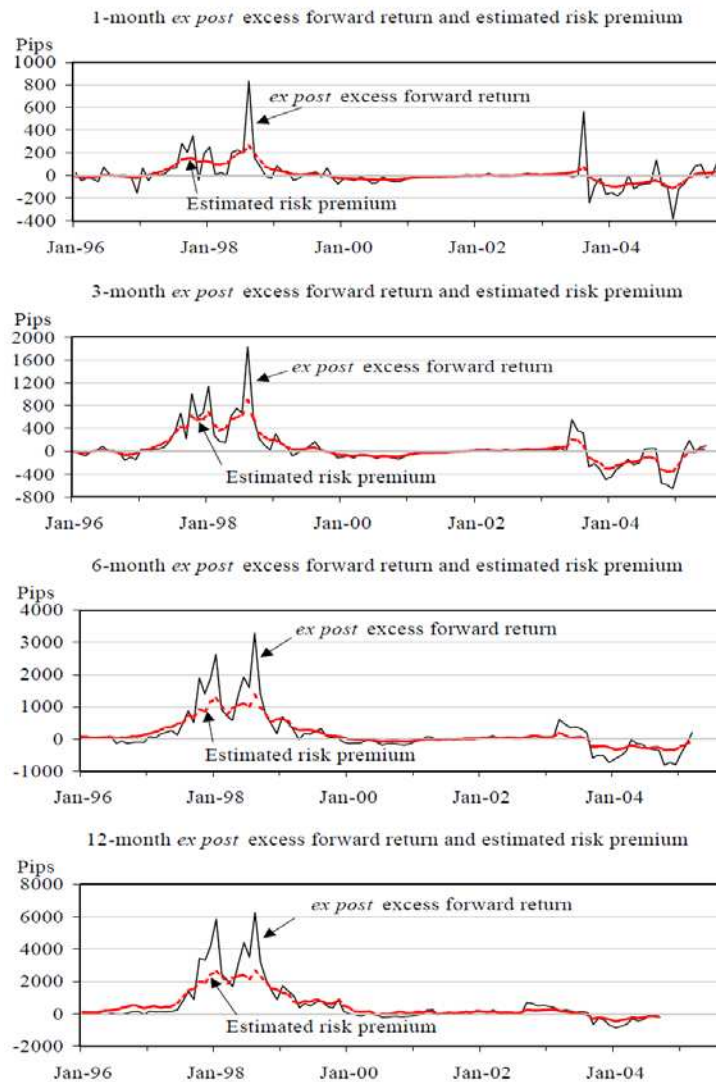 1-month ex post excess forward return and estimated risk premium
Pips
1000
800
600
400
200
0
-200
-400
ex post excess forward return
Estimated risk premium
Jan-96 Jan-98 Jan-00 Jan-02 Jan-04
3-month ex post excess forward return and estimated risk premium
Pips
2000
1600
1200
800
400
0
-400
-800
ex post excess forward return
Estimated risk premium
Jan-96 Jan-98 Jan-00 Jan-02 Jan-04
6-month ex post excess forward return and estimated risk premium
Pips
4000
3000
2000
1000
0
-1000
ex post excess forward return
Estimated risk premium
Jan-96 Jan-98 Jan-00 Jan-02 Jan-04
12-month ex post excess forward return and estimated risk premium
Pips
8000
6000
4000
2000
0
-2000
ex post excess forward return
Estimated risk premium
Jan-96 Jan-98 Jan-00 Jan-02 Jan-04